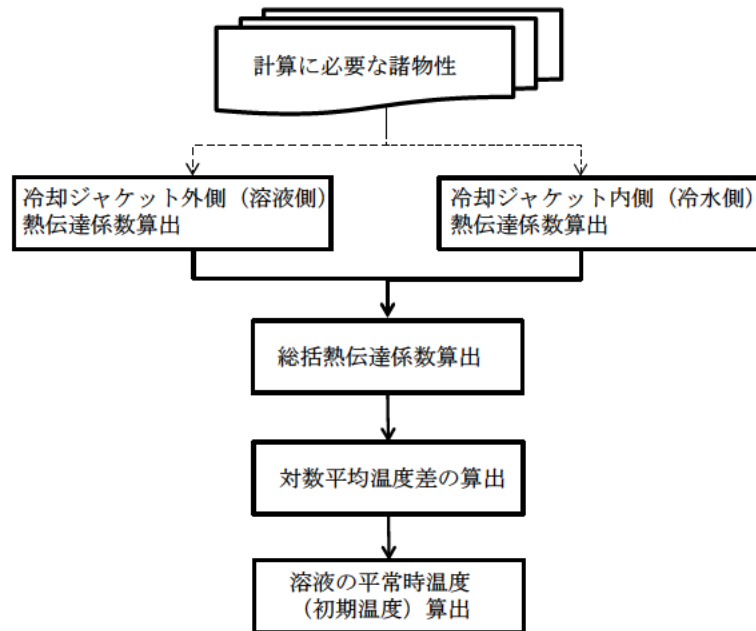 計算に必要な諸物性
冷却ジャケット外側（溶液側）
熱伝達係数算出
冷却ジャケット内側（冷水側）
熱伝達係数算出
総括熱伝達係数算出
対数平均温度差の算出
溶液の平常時温度
（初期温度）算出